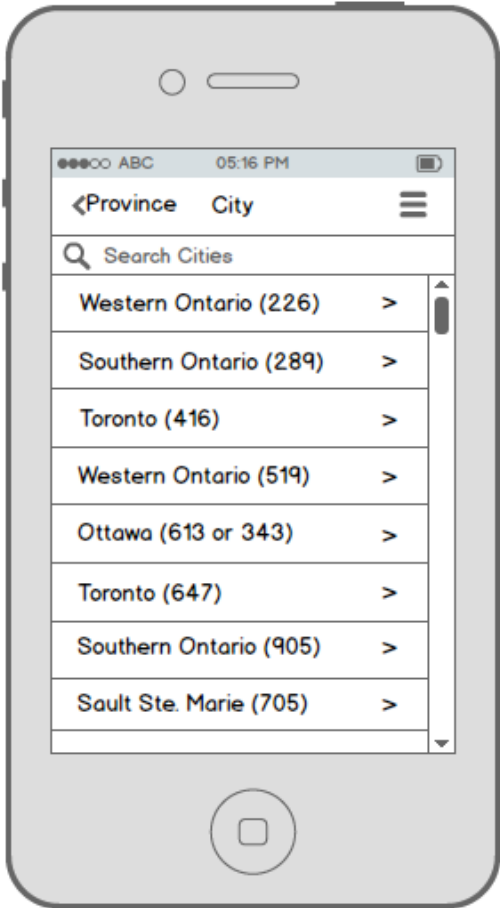 ABC 05:16 PM
<Province City
Search Cities
Western Ontario (226) >
Southern Ontario (289) >
Toronto (416) >
Western Ontario (519) >
Ottawa (613 or 343) >
Toronto (647) >
Southern Ontario (905) >
Sault Ste. Marie (705) >